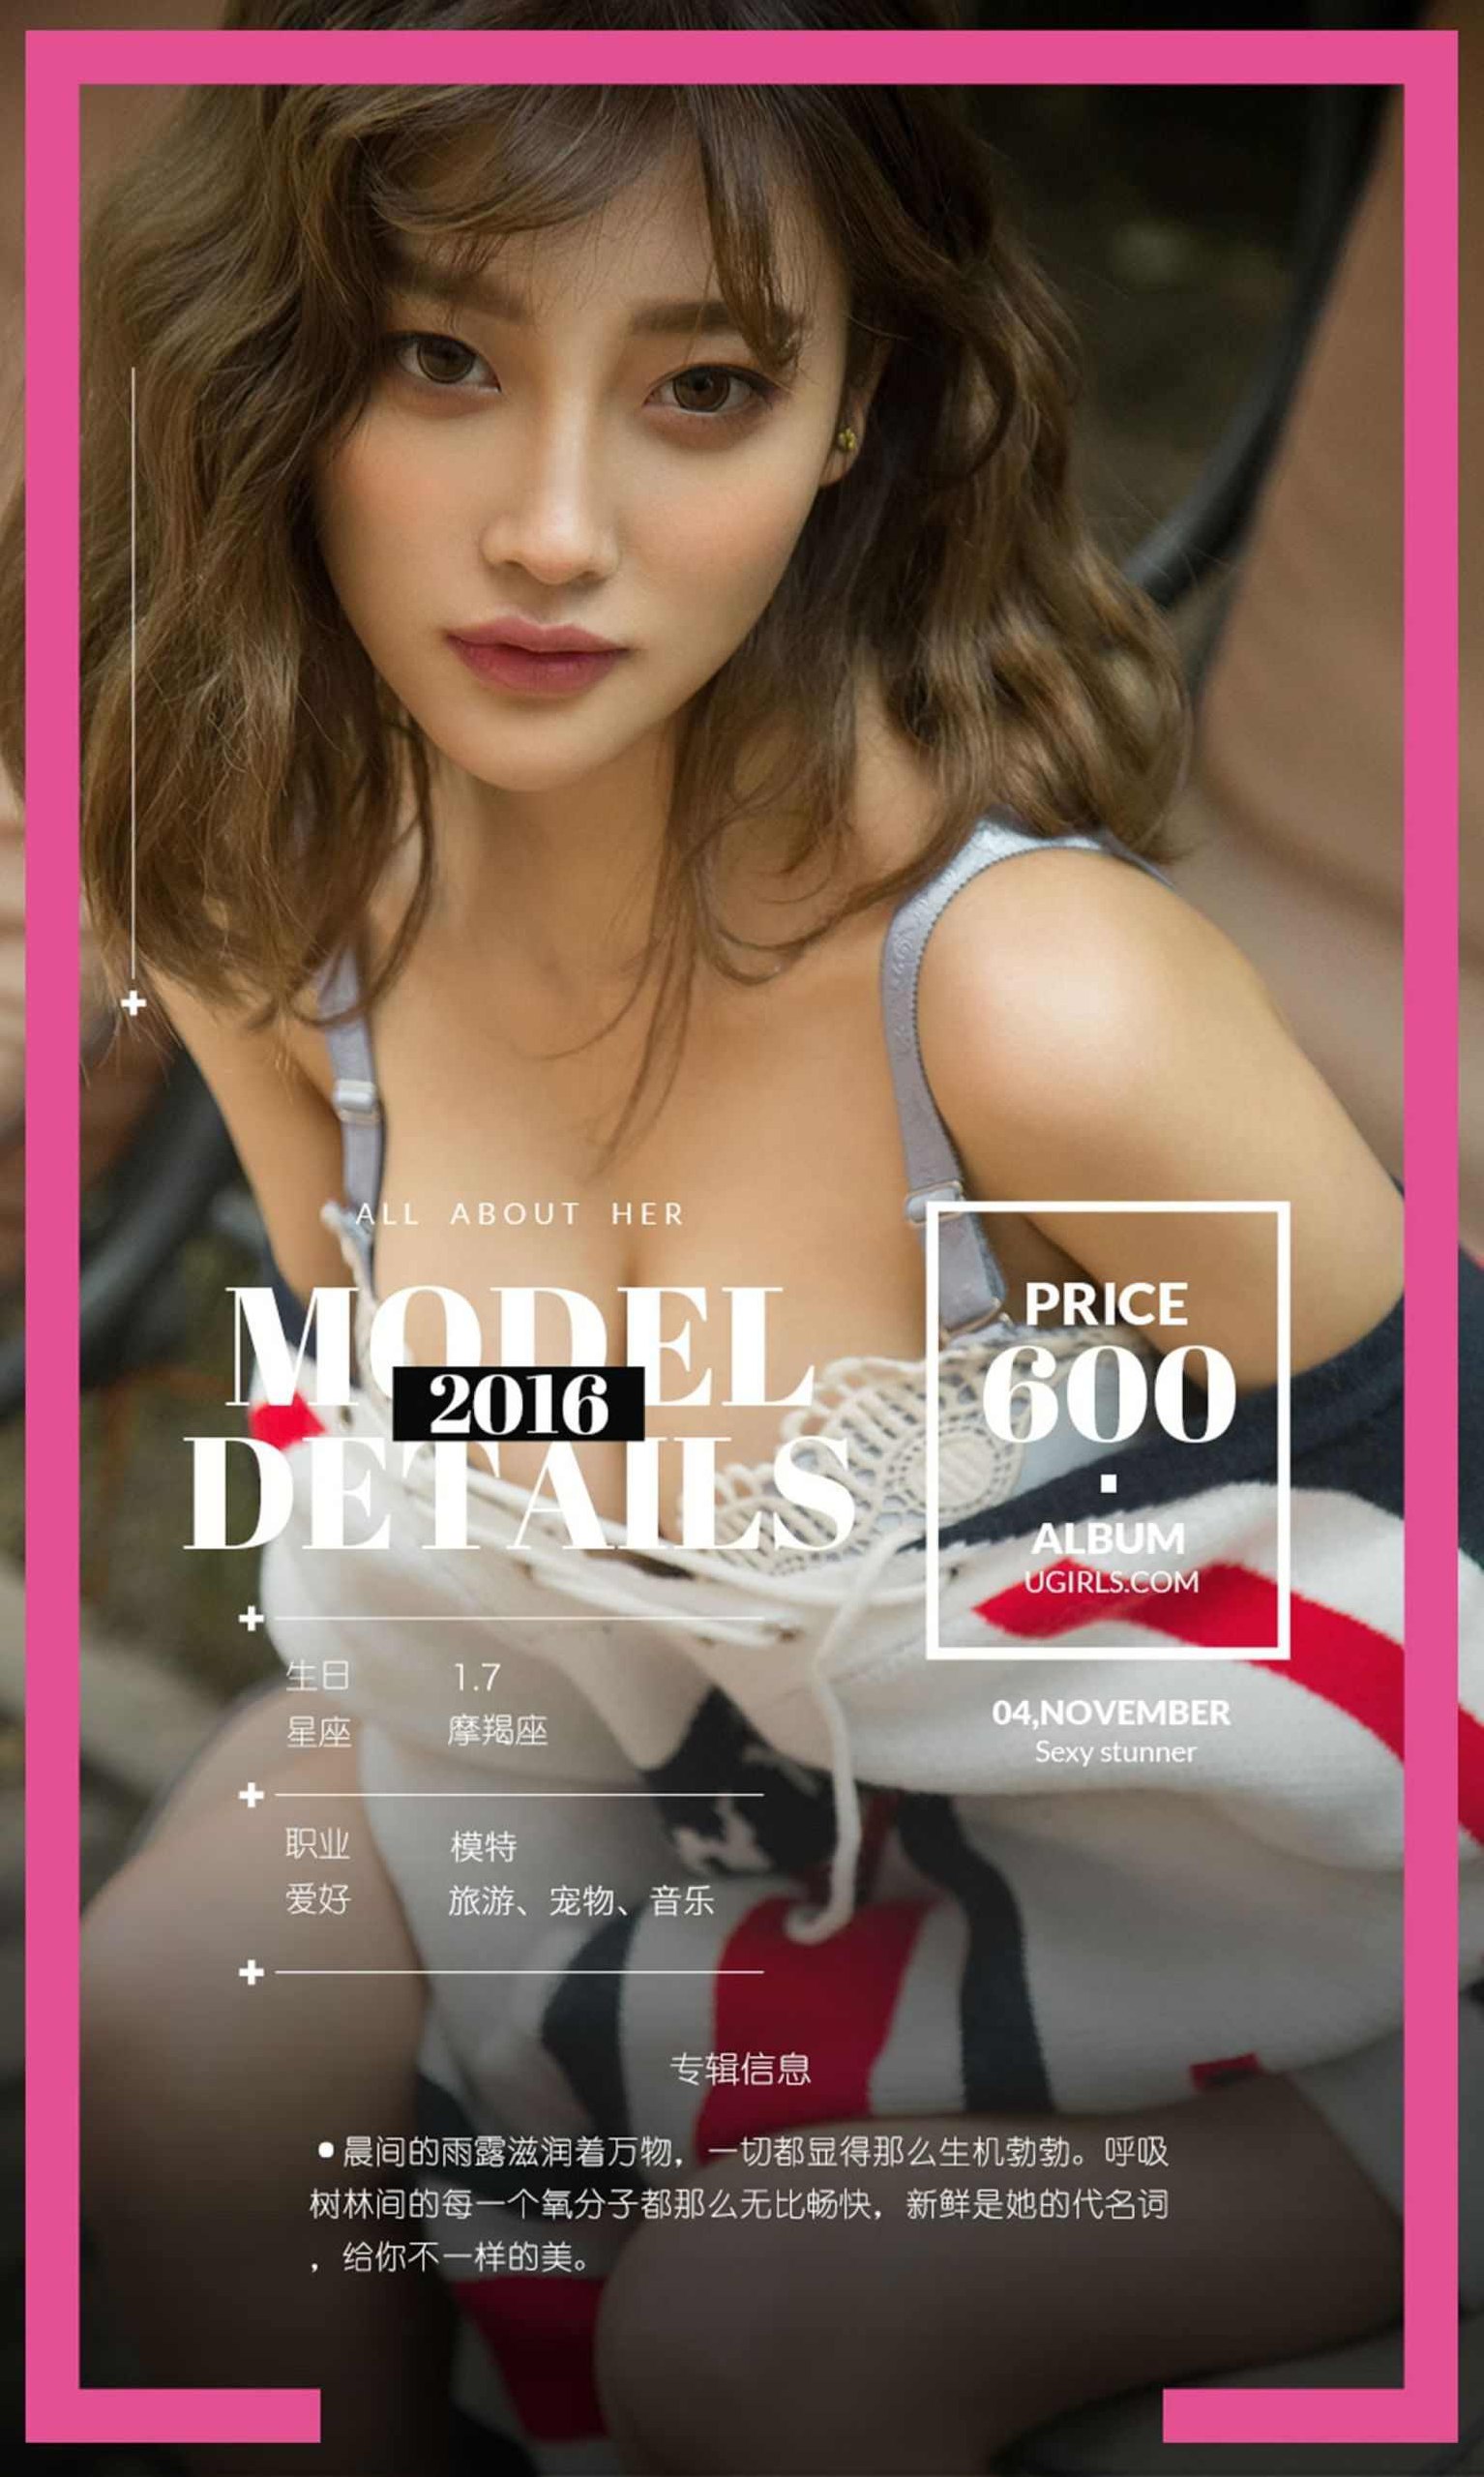 ALL ABOUT HER
MODEL
2016
DETAILS
PRICE
600
ALBUM
UGIRLS.COM
04,NOVEMBER
Sexy stunner
生日 1.7
星座 摩羯座
职业 模特
爱好 旅游、宠物、音乐
专辑信息
●晨间的雨露滋润着万物，一切都显得那么生机勃勃。呼吸
树林间的每一个氧分子都那么无比畅快，新鲜是她的代名词
，给你不一样的美。